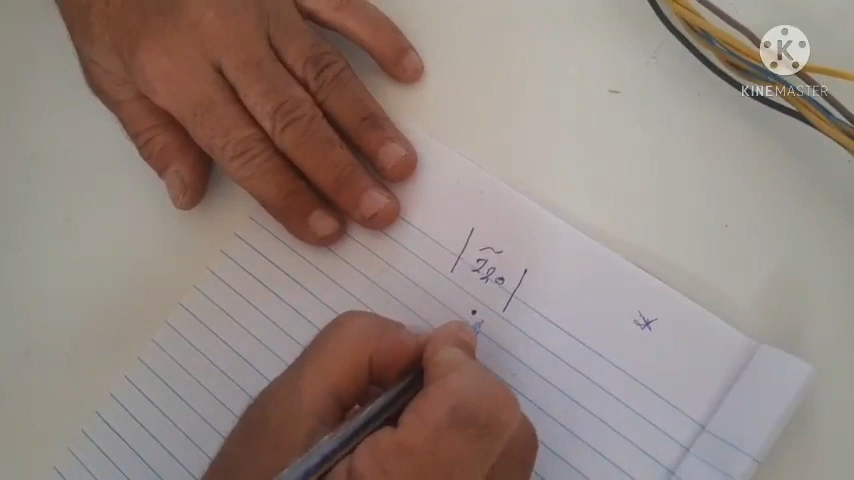 K
KINEMASTER
| ~
220 |
*